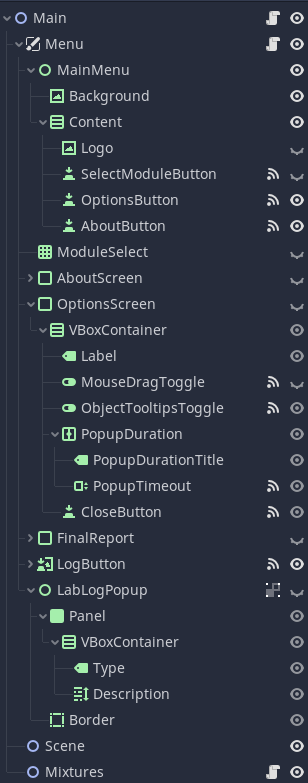 Main
Menu
MainMenu
Background
Content
Logo
SelectModuleButton
OptionsButton
AboutButton
ModuleSelect
AboutScreen
OptionsScreen
VBoxContainer
Label
MouseDragToggle
ObjectTooltipsToggle
PopupDuration
PopupDurationTitle
PopupTimeout
CloseButton
FinalReport
LogButton
LabLogPopup
Panel
VBoxContainer
Type
Description
Border
Scene
Mixtures